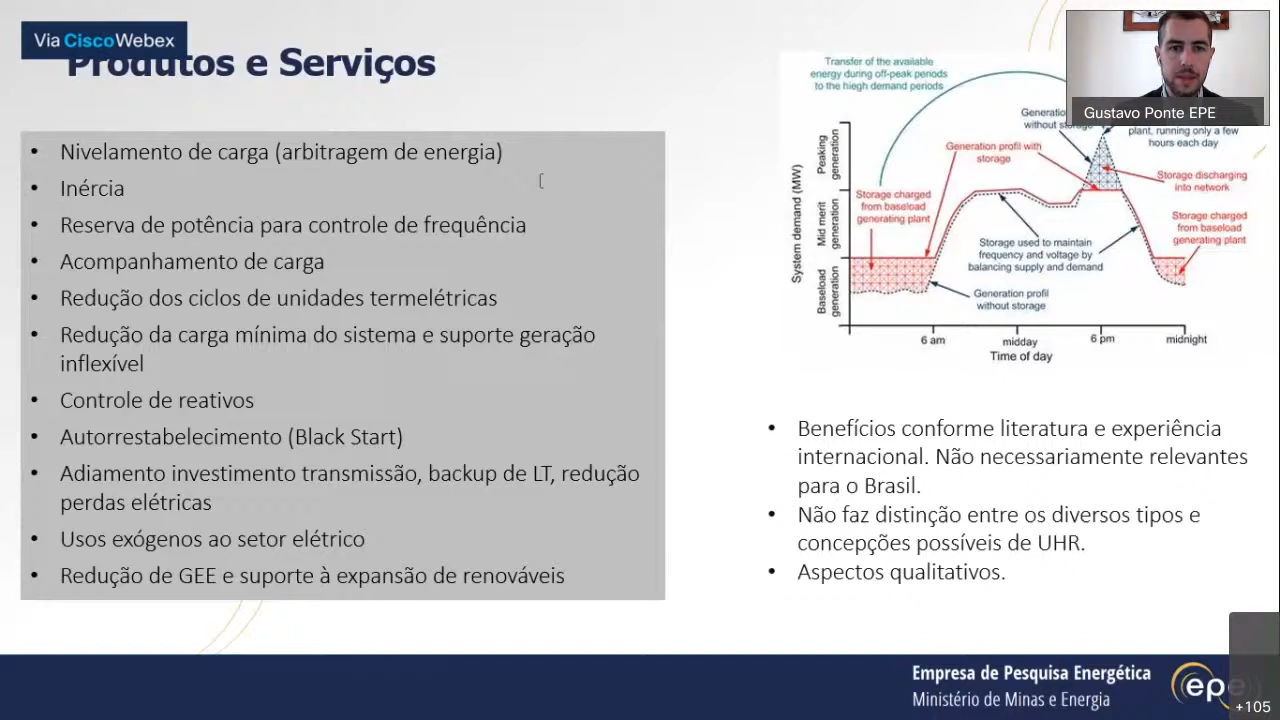 Via CiscoWebex
Produtos e Serviços
• Nivelamento de carga (arbitragem de energia)
• Inércia
• Reserva de potência para controle de frequência
• Acompanhamento de carga
• Redução dos ciclos de unidades termelétricas
• Redução da carga mínima do sistema e suporte geração
inflexível
• Controle de reativos
• Autorrestabelecimento (Black Start)
• Adiamento investimento transmissão, backup de LT, redução
perdas elétricas
• Usos exógenos ao setor elétrico
• Redução de GEE e suporte à expansão de renováveis
Transfer of the available
energy during off-peak periods
to the hiegh demand periods
Gustavo Ponte EPE
without storage
plant, running only a few
hours each day
Generation profil with
storage
Storage discharging
into network
Storage charged
from baseload
generating plant
Storage charged
from baseload
generating plant
Storage used to maintain
frequency and voltage by
balancing supply and demand
Generation profil
without storage
System demand (MW)
Peaking
generation
Mid merit
generation
Baseload
generation
6 am
midday
6 pm
midnight
Time of day
• Benefícios conforme literatura e experiência
internacional. Não necessariamente relevantes
para o Brasil.
• Não faz distinção entre os diversos tipos e
concepções possíveis de UHR.
• Aspectos qualitativos.
Empresa de Pesquisa Energética
Ministério de Minas e Energia
epe
+105